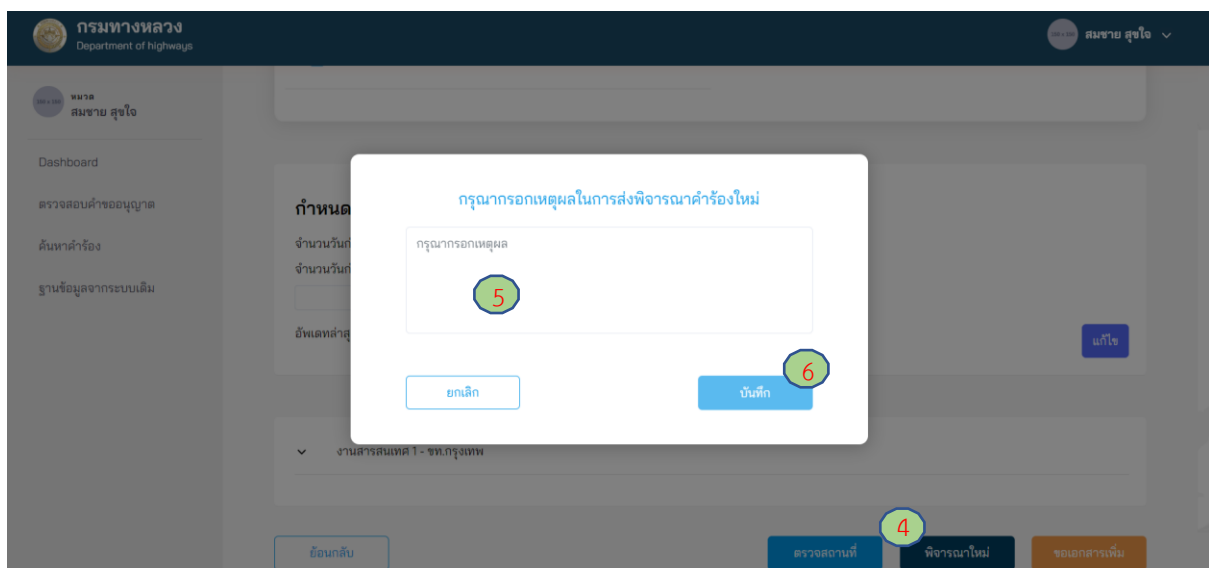 กรมทางหลวง
Department of highways
สมชาย สุขใจ
หมวด
สมชาย สุขใจ
Dashboard
ตรวจสอบคำขออนุญาต
ค้นหาคำร้อง
ฐานข้อมูลจากระบบเดิม
กำหนด
จำนวนวันก่
จำนวนวันก่
อัพเดทล่าสุ
แก้ไข
กรุณากรอกเหตุผลในการส่งพิจารณาคำร้องใหม่
กรุณากรอกเหตุผล
5
6
ยกเลิก
บันทึก
งานสารสนเทศ 1 - ขท.กรุงเทพ
4
ย้อนกลับ
ตรวจสถานที่
พิจารณาใหม่
ขอเอกสารเพิ่ม